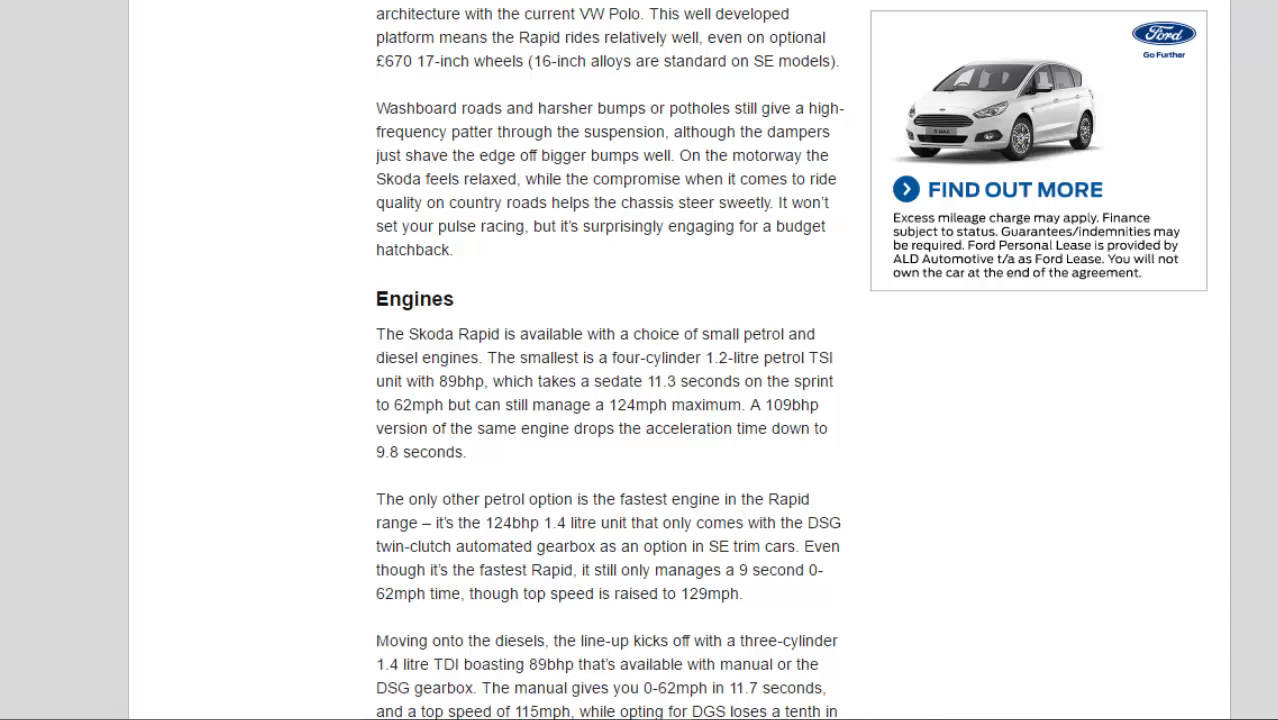 architecture with the current VW Polo. This well developed
platform means the Rapid rides relatively well, even on optional
£670 17-inch wheels (16-inch alloys are standard on SE models).
Washboard roads and harsher bumps or potholes still give a high-
frequency patter through the suspension, although the dampers
just shave the edge off bigger bumps well. On the motorway the
Skoda feels relaxed, while the compromise when it comes to ride
quality on country roads helps the chassis steer sweetly. It won’t
set your pulse racing, but it’s surprisingly engaging for a budget
hatchback.
Engines
The Skoda Rapid is available with a choice of small petrol and
diesel engines. The smallest is a four-cylinder 1.2-litre petrol TSI
unit with 89bhp, which takes a sedate 11.3 seconds on the sprint
to 62mph but can still manage a 124mph maximum. A 109bhp
version of the same engine drops the acceleration time down to
9.8 seconds.
The only other petrol option is the fastest engine in the Rapid
range – it’s the 124bhp 1.4 litre unit that only comes with the DSG
twin-clutch automated gearbox as an option in SE trim cars. Even
though it’s the fastest Rapid, it still only manages a 9 second 0-
62mph time, though top speed is raised to 129mph.
Moving onto the diesels, the line-up kicks off with a three-cylinder
1.4 litre TDI boasting 89bhp that’s available with manual or the
DSG gearbox. The manual gives you 0-62mph in 11.7 seconds,
and a top speed of 115mph, while opting for DGS loses a tenth in
Ford
Go Further
S-MAX
FIND OUT MORE
Excess mileage charge may apply. Finance
subject to status. Guarantees/indemnities may
be required. Ford Personal Lease is provided by
ALD Automotive t/a as Ford Lease. You will not
own the car at the end of the agreement.